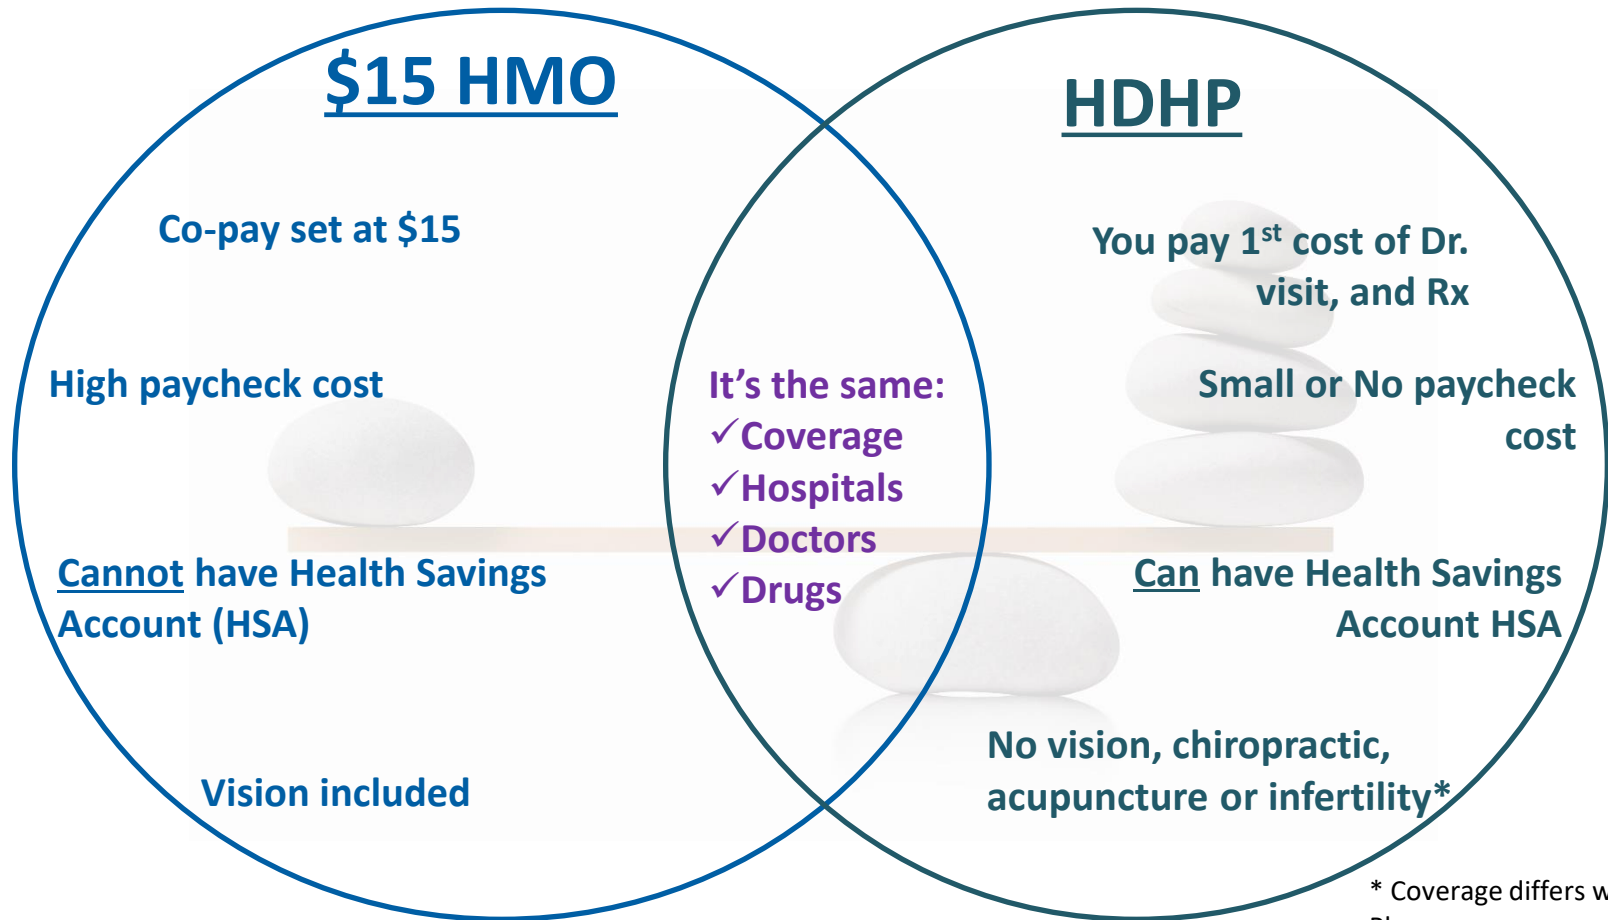 $15 HMO
Co-pay set at $15
High paycheck cost
Cannot have Health Savings
Account (HSA)
Vision included
It’s the same:
✓Coverage
✓Hospitals
✓Doctors
✓Drugs
HDHP
You pay 1st cost of Dr.
visit, and Rx
Small or No paycheck
cost
Can have Health Savings
Account HSA
No vision, chiropractic,
acupuncture or infertility*
* Coverage differs